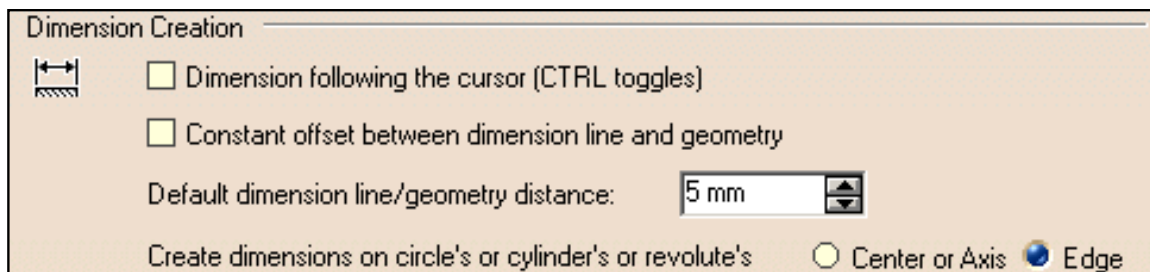 Dimension Creation
Dimension following the cursor (CTRL toggles)
Constant offset between dimension line and geometry
Default dimension line/geometry distance: 5 mm
Create dimensions on circle's or cylinder's or revolute's Center or Axis Edge